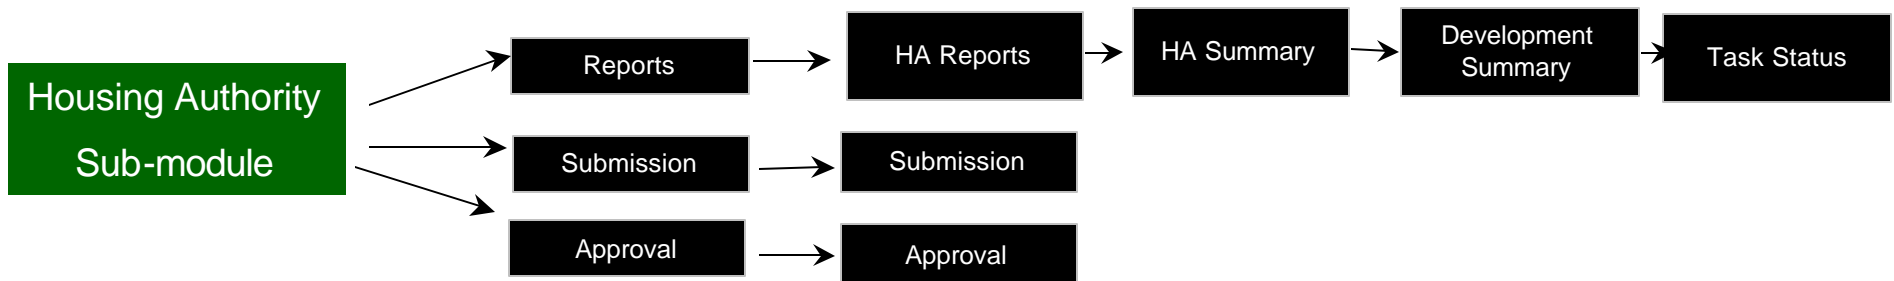 Housing Authority
Sub-module
Reports
HA Reports
HA Summary
Development
Summary
Task Status
Submission
Submission
Approval
Approval